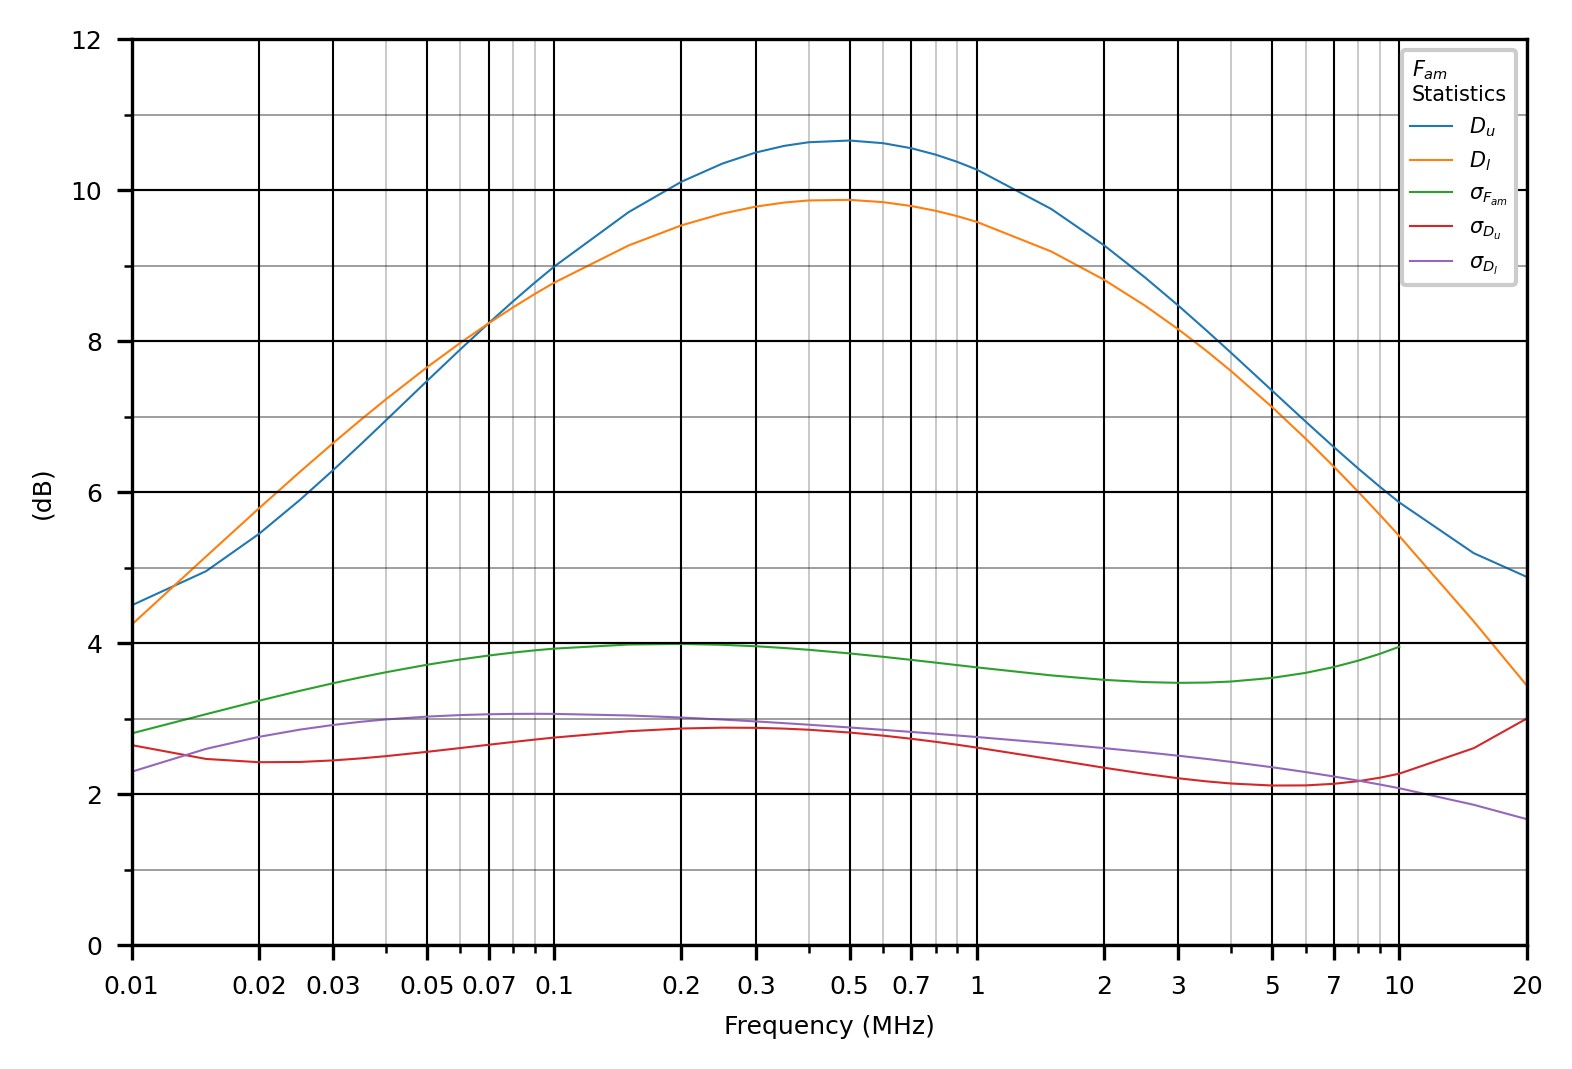 12
10
8
6
4
2
0
(dB)
0.01 0.02 0.03 0.05 0.07 0.1 0.2 0.3 0.5 0.7 1 2 3 5 7 10 20
Frequency (MHz)
F_am
Statistics
D_u
D_l
σ_F_am
σ_D_u
σ_D_l